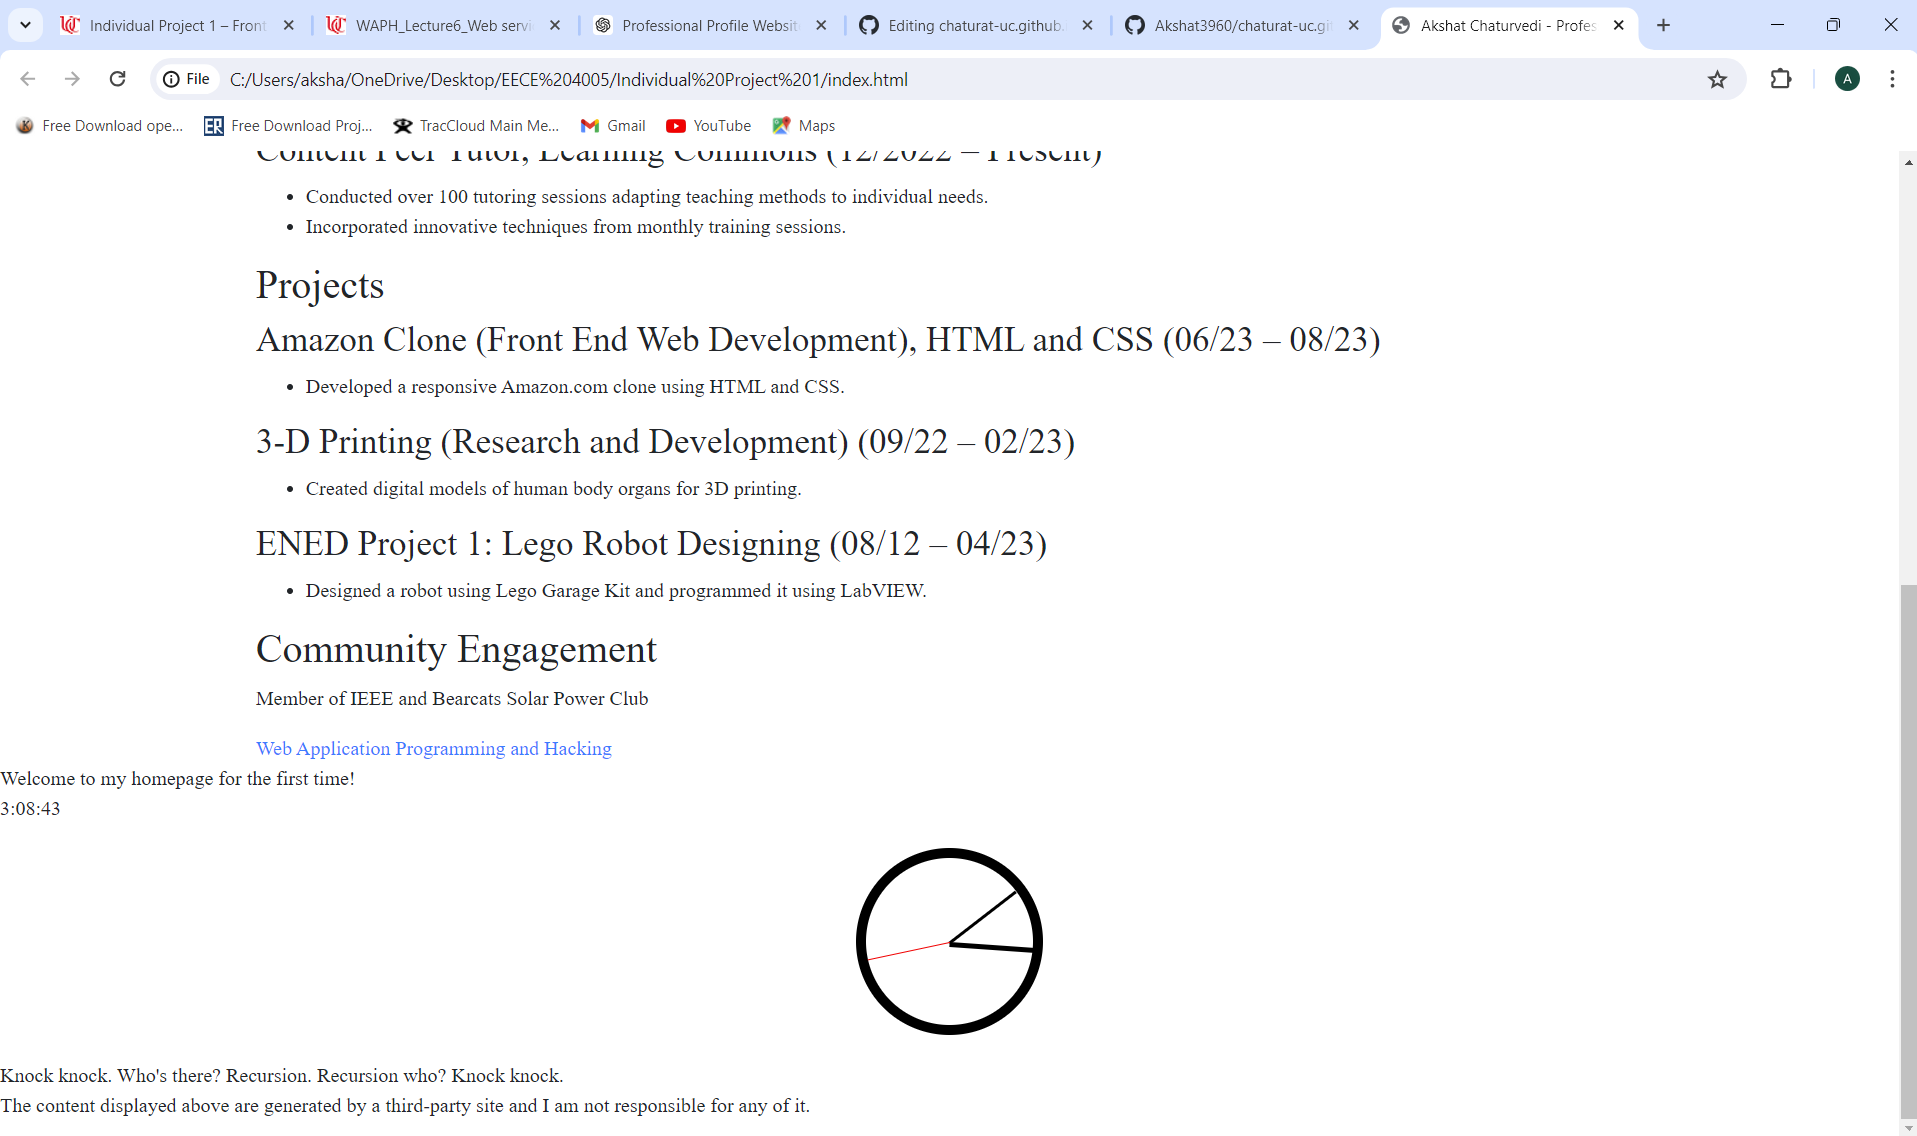 Individual Project 1 – Front
WAPH_Lecture6_Web servi
Professional Profile Websit
Editing chaturat-uc.github.
Akshat3960/chaturat-uc.git
Akshat Chaturvedi - Profes
File
C:/Users/aksha/OneDrive/Desktop/EECE%204005/Individual%20Project%201/index.html
A
Free Download ope...
ER Free Download Proj...
TracCloud Main Me...
Gmail
YouTube
Maps
Content Peer Tutor, Learning Commons (12/2022 – Present)
• Conducted over 100 tutoring sessions adapting teaching methods to individual needs.
• Incorporated innovative techniques from monthly training sessions.
Projects
Amazon Clone (Front End Web Development), HTML and CSS (06/23 – 08/23)
• Developed a responsive Amazon.com clone using HTML and CSS.
3-D Printing (Research and Development) (09/22 – 02/23)
• Created digital models of human body organs for 3D printing.
ENED Project 1: Lego Robot Designing (08/12 – 04/23)
• Designed a robot using Lego Garage Kit and programmed it using LabVIEW.
Community Engagement
Member of IEEE and Bearcats Solar Power Club
Web Application Programming and Hacking
Welcome to my homepage for the first time!
3:08:43
Knock knock. Who's there? Recursion. Recursion who? Knock knock.
The content displayed above are generated by a third-party site and I am not responsible for any of it.